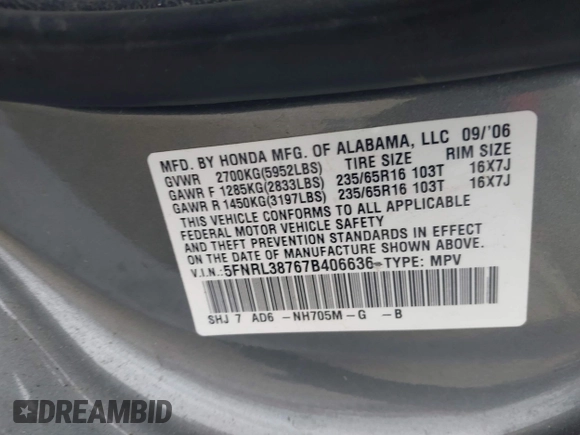 MFD. BY HONDA MFG. OF ALABAMA, LLC 09/'06
GVWR 2700KG(5952LBS) TIRE SIZE RIM SIZE
GAWR F 1285KG(2833LBS) 235/65R16 103T 16X7J
GAWR R 1450KG(3197LBS) 235/65R16 103T 16X7J
THIS VEHICLE CONFORMS TO ALL APPLICABLE
FEDERAL MOTOR VEHICLE SAFETY
AND THEFT PREVENTION STANDARDS IN EFFECT
ON THE DATE OF MANUFACTURE SHOWN ABOVE.
V.I.N.: 5FNRL38767B406636 TYPE: MPV
SHJ 7 AD6 -NH705M-G -B
DREAMBID